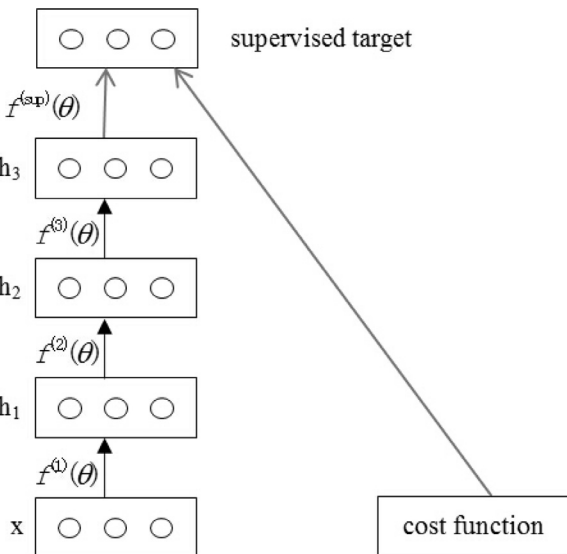 supervised target
f⁽ˢᵘᵖ⁾(θ)
h₃
f⁽³⁾(θ)
h₂
f⁽²⁾(θ)
h₁
f⁽¹⁾(θ)
x
cost function